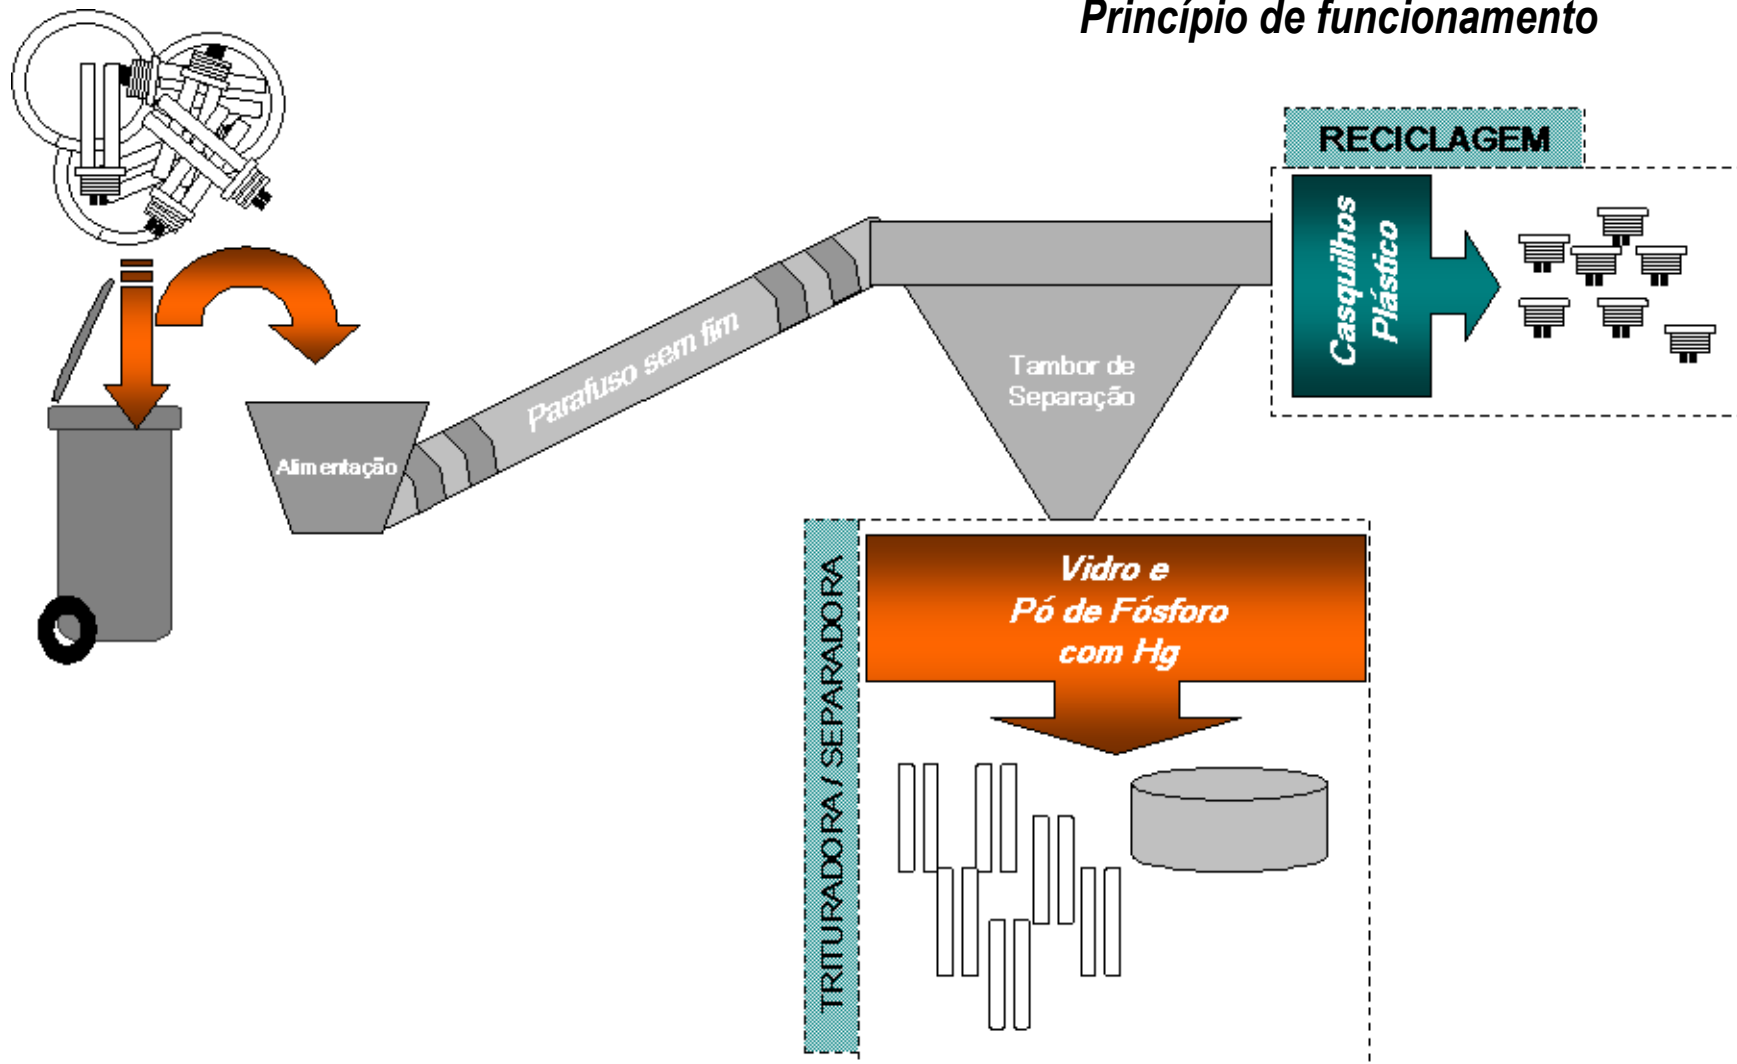 Princípio de funcionamento
RECICLAGEM
Casquilhos
Plástico
Parafuso sem fim
Tambor de
Separação
Alimentação
TRITURADORA / SEPARADORA
Vidro e
Pó de Fósforo
com Hg